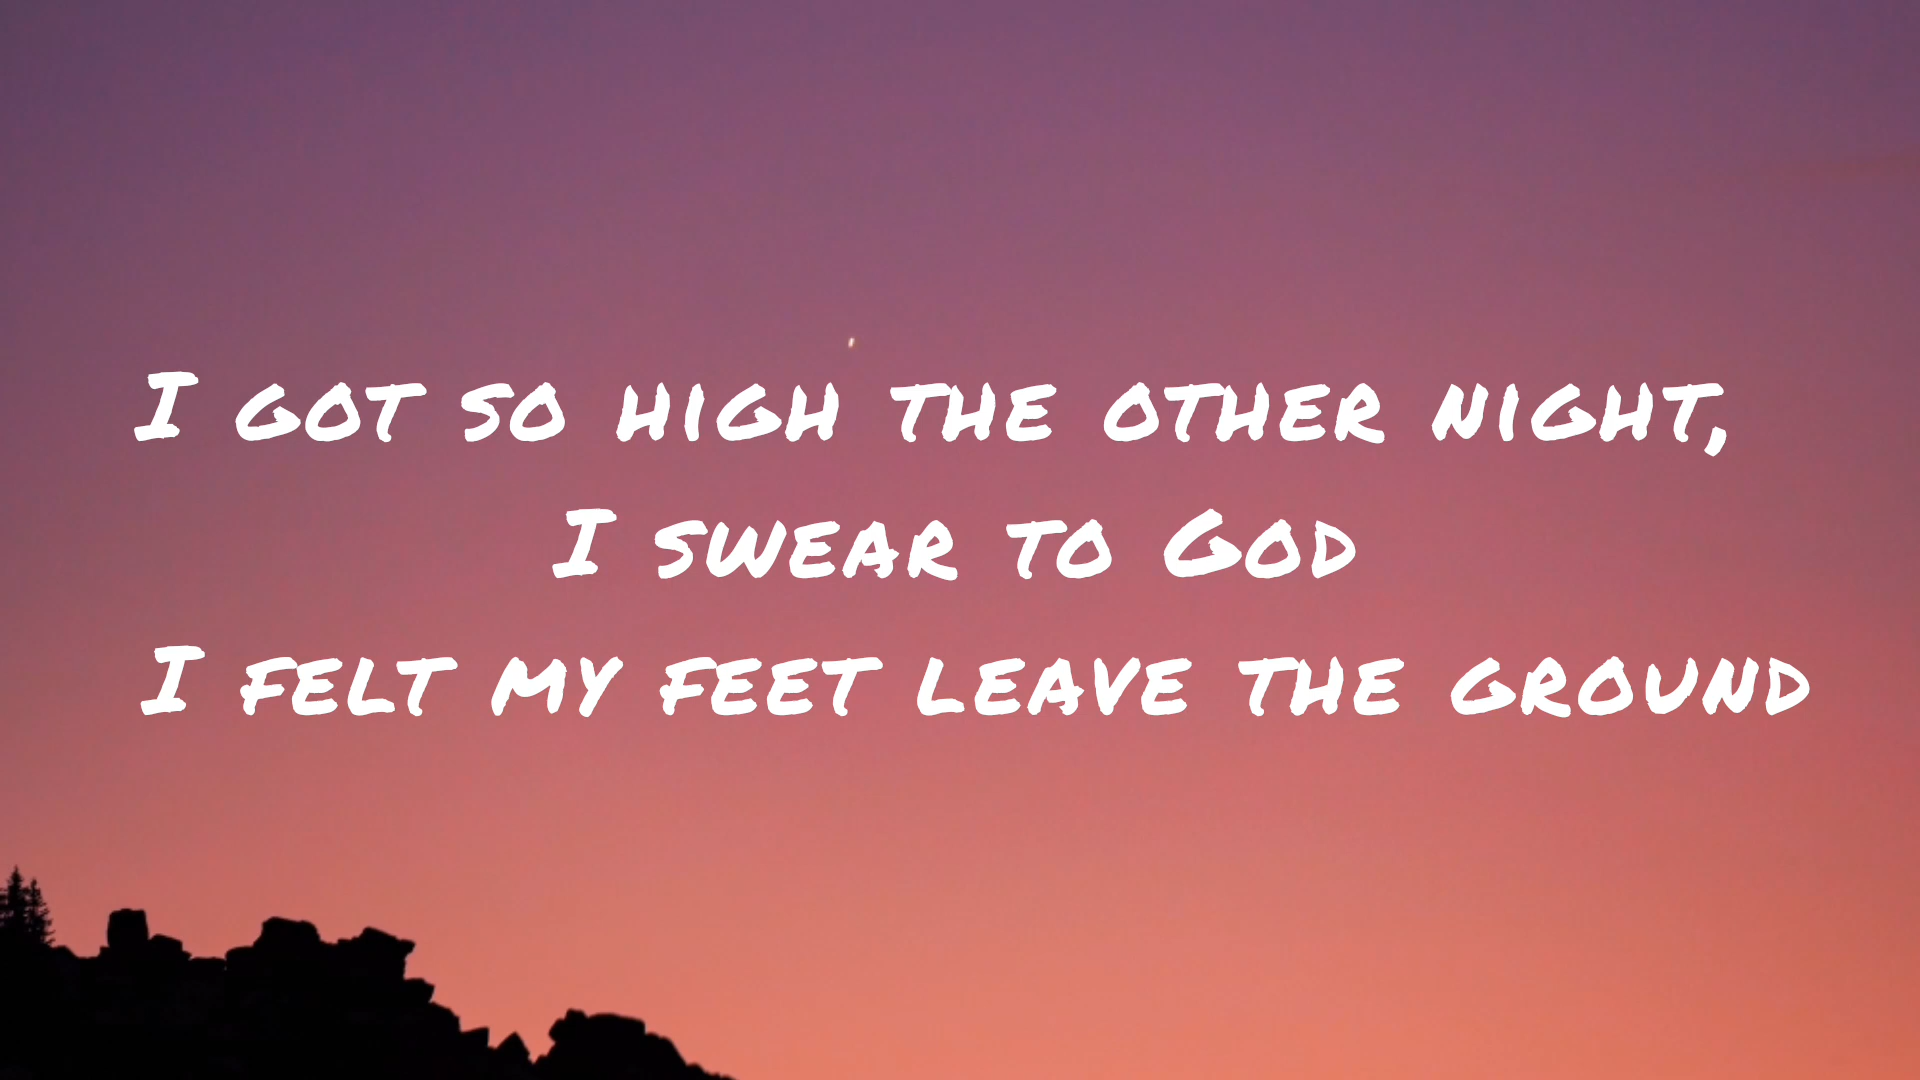 I got so high the other night,
I swear to God
I felt my feet leave the ground